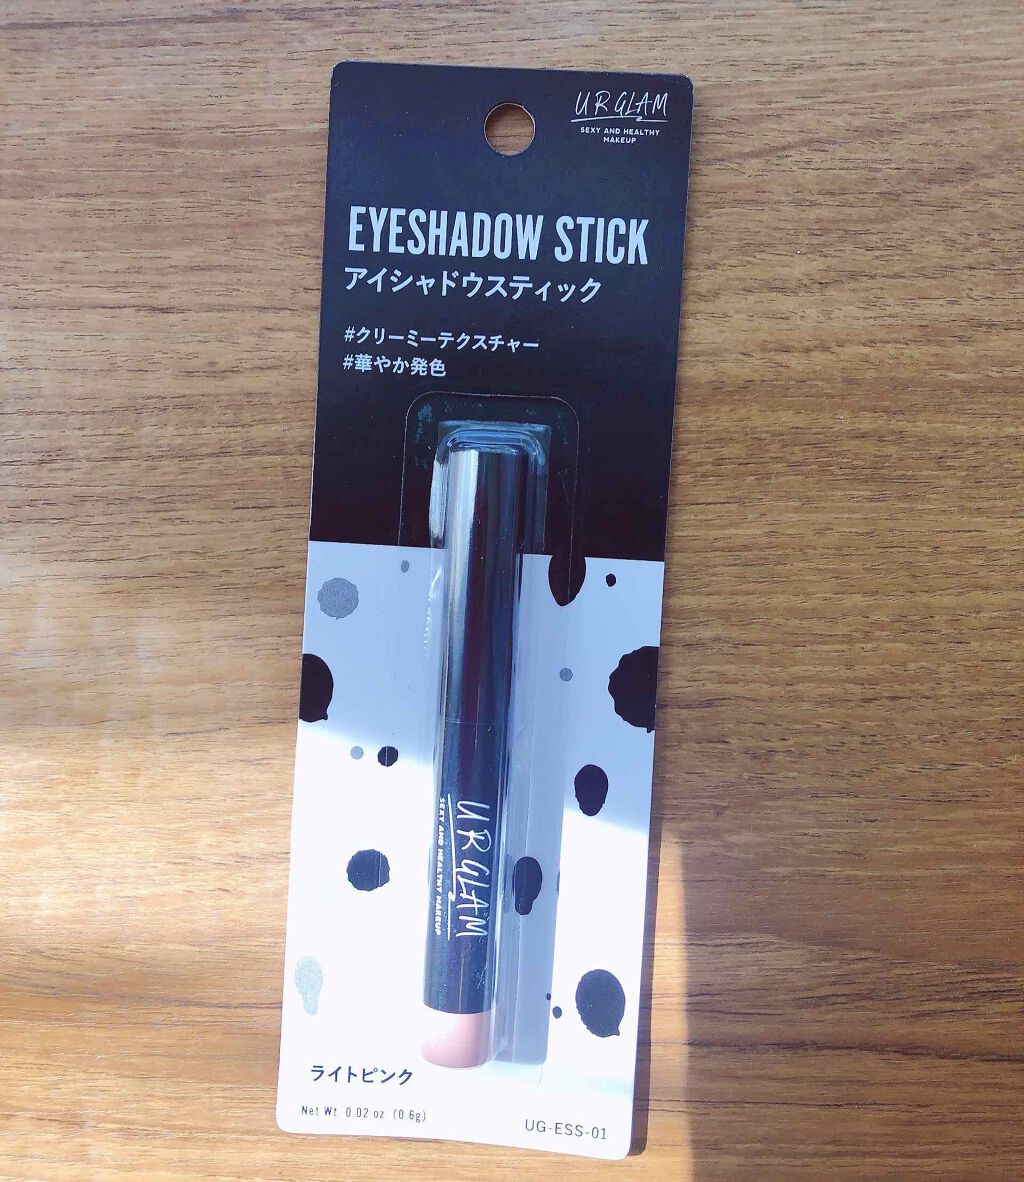 UR GLAM
SEXY AND HEALTHY
MAKEUP
EYESHADOW STICK
アイシャドウスティック
#クリーミーテクスチャー
#華やか発色
UR GLAM
SEXY AND HEALTHY MAKEUP
ライトピンク
Net Wt 0.02 oz. (0.6g)
UG-ESS-01